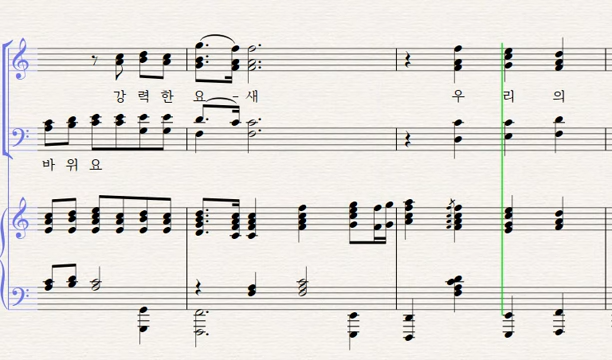 강 력 한 요 - 새 우 리 의
바 위 요